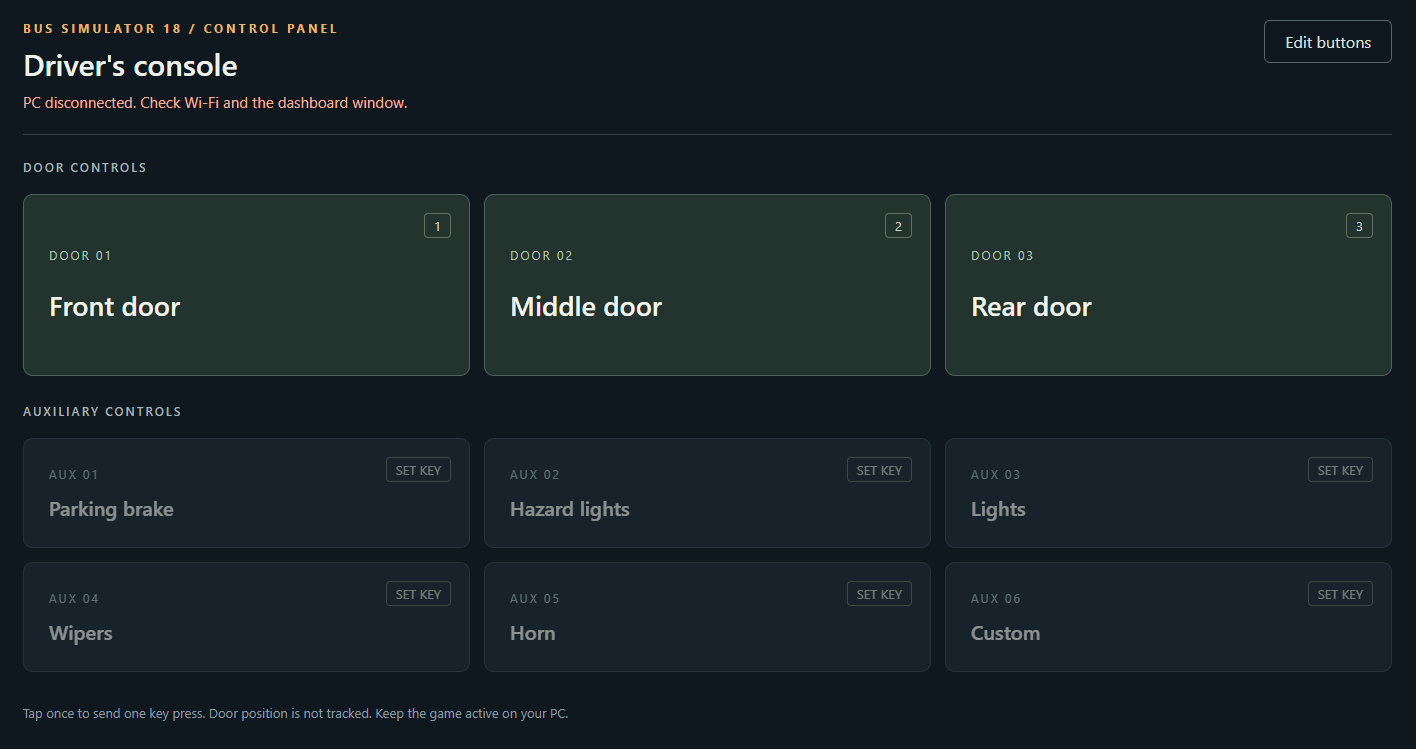 BUS SIMULATOR 18 / CONTROL PANEL
Edit buttons
Driver's console
PC disconnected. Check Wi-Fi and the dashboard window.
DOOR CONTROLS
1
DOOR 01
Front door
2
DOOR 02
Middle door
3
DOOR 03
Rear door
AUXILIARY CONTROLS
AUX 01
SET KEY
Parking brake
AUX 02
SET KEY
Hazard lights
AUX 03
SET KEY
Lights
AUX 04
SET KEY
Wipers
AUX 05
SET KEY
Horn
AUX 06
SET KEY
Custom
Tap once to send one key press. Door position is not tracked. Keep the game active on your PC.